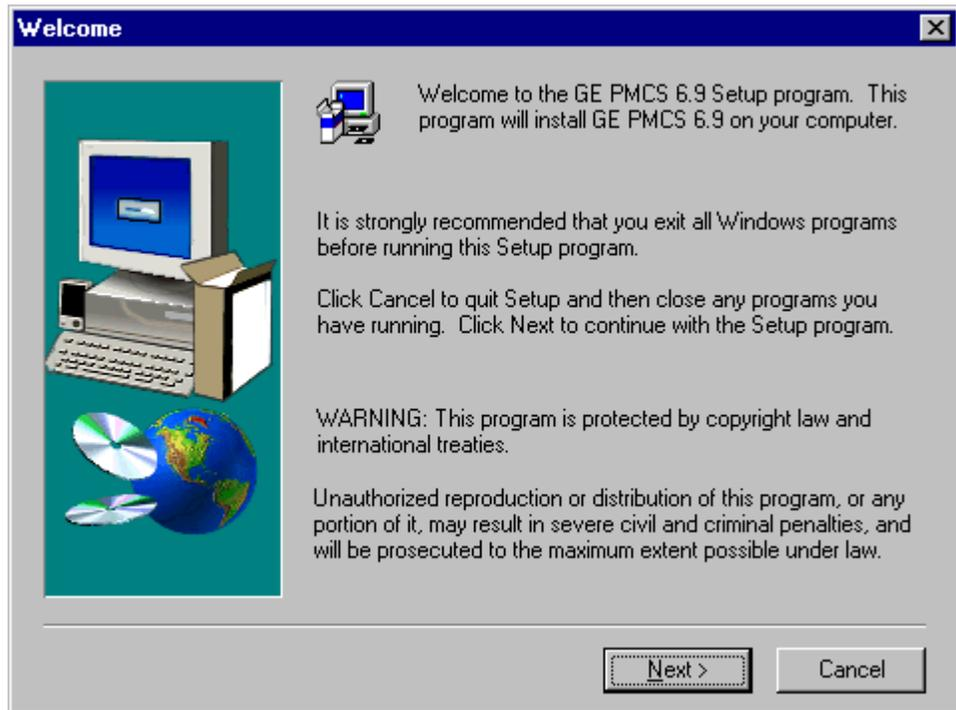 Welcome
Welcome to the GE PMCS 6.9 Setup program.  This
program will install GE PMCS 6.9 on your computer.
It is strongly recommended that you exit all Windows programs
before running this Setup program.
Click Cancel to quit Setup and then close any programs you
have running.  Click Next to continue with the Setup program.
WARNING: This program is protected by copyright law and
international treaties.
Unauthorized reproduction or distribution of this program, or any
portion of it, may result in severe civil and criminal penalties, and
will be prosecuted to the maximum extent possible under law.
Next >
Cancel